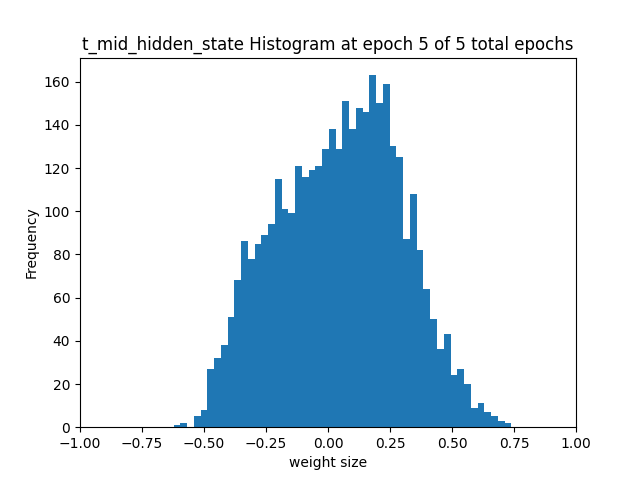 t_mid_hidden_state Histogram at epoch 5 of 5 total epochs
160
140
120
100
80
60
40
20
0
Frequency
−1.00 −0.75 −0.50 −0.25 0.00 0.25 0.50 0.75 1.00
weight size